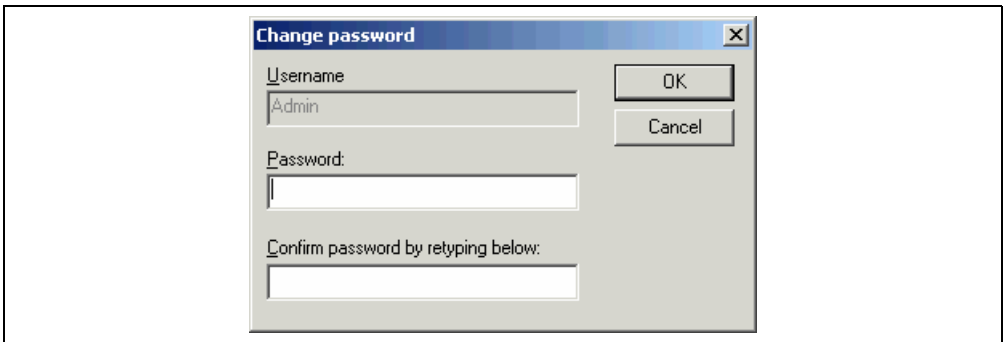 Change password
Username
OK
Admin
Cancel
Password:
Confirm password by retyping below: